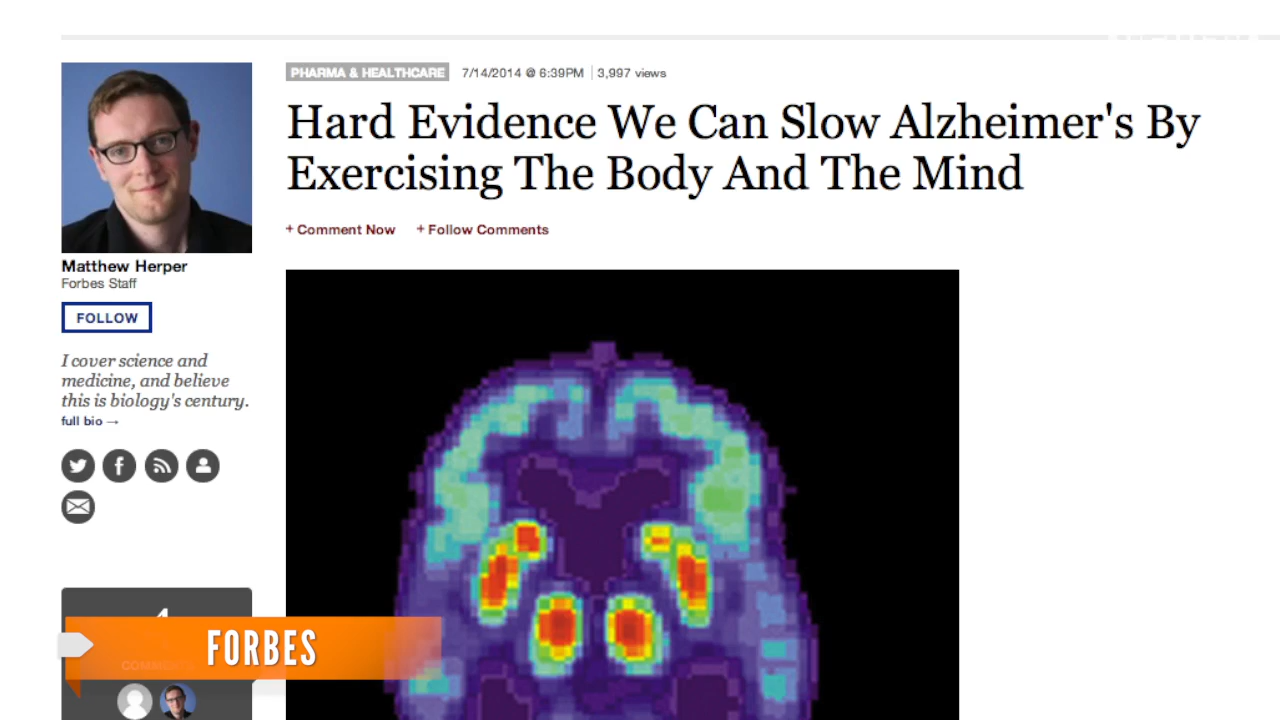 PHARMA & HEALTHCARE 7/14/2014 @ 6:39PM 3,997 views
Hard Evidence We Can Slow Alzheimer's By
Exercising The Body And The Mind
+ Comment Now + Follow Comments
Matthew Herper
Forbes Staff
FOLLOW
I cover science and
medicine, and believe
this is biology's century.
full bio →
FORBES